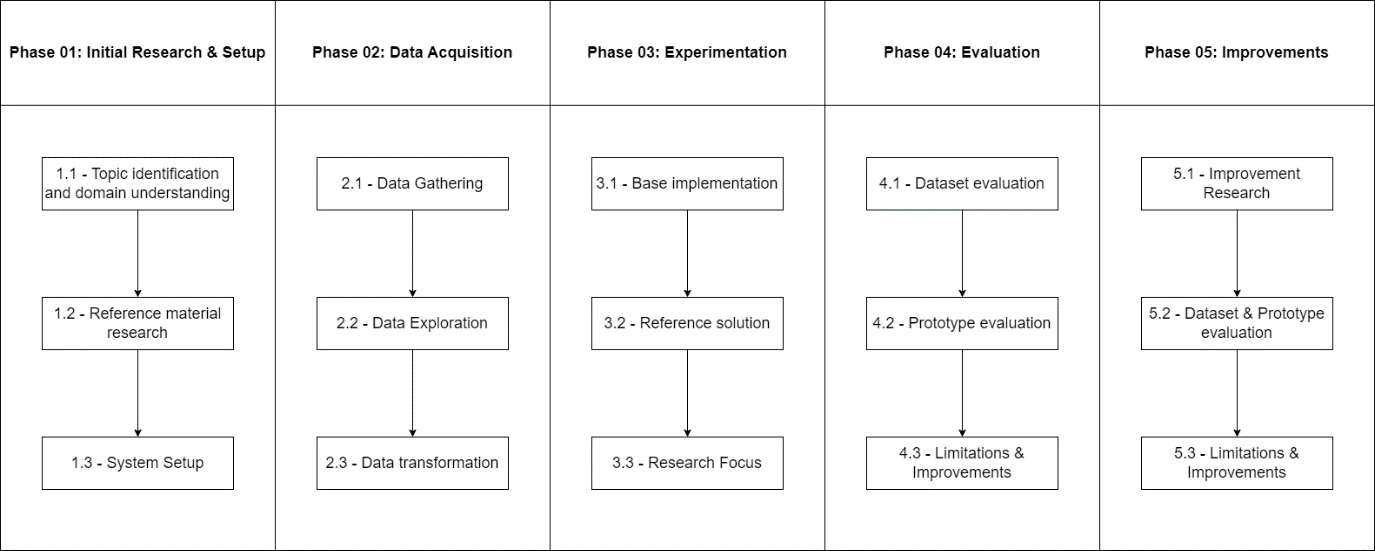 Phase 01: Initial Research & Setup
Phase 02: Data Acquisition
Phase 03: Experimentation
Phase 04: Evaluation
Phase 05: Improvements
1.1 - Topic identification
and domain understanding
1.2 - Reference material
research
1.3 - System Setup
2.1 - Data Gathering
2.2 - Data Exploration
2.3 - Data transformation
3.1 - Base implementation
3.2 - Reference solution
3.3 - Research Focus
4.1 - Dataset evaluation
4.2 - Prototype evaluation
4.3 - Limitations &
Improvements
5.1 - Improvement
Research
5.2 - Dataset & Prototype
evaluation
5.3 - Limitations &
Improvements